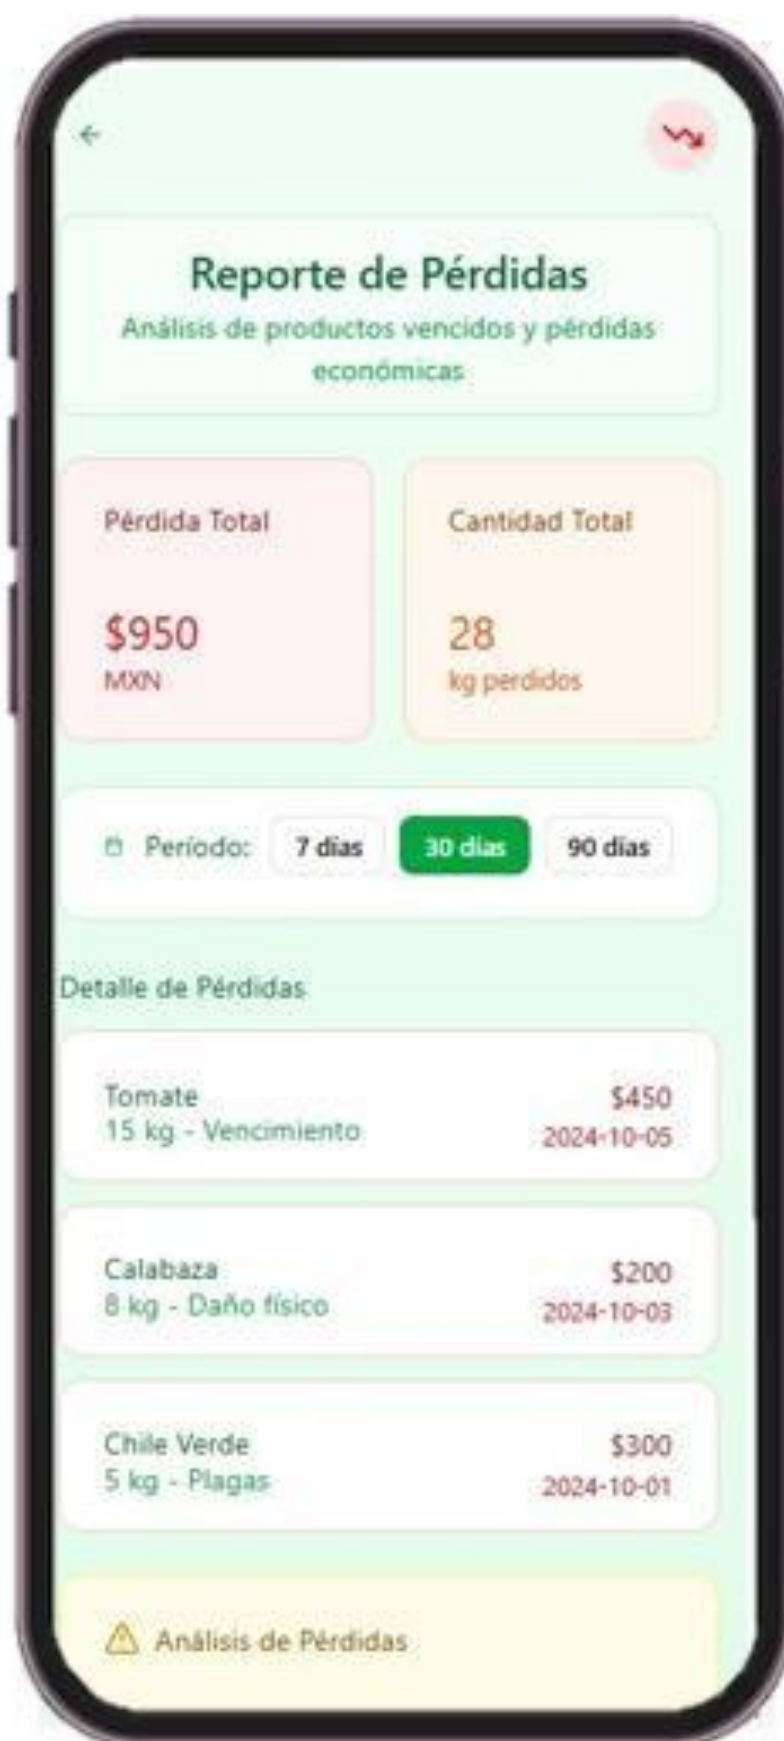 Reporte de Pérdidas
Análisis de productos vencidos y pérdidas
económicas
Pérdida Total
Cantidad Total
$950
28
MXN
kg perdidos
Período:
7 días
30 días
90 días
Detalle de Pérdidas
Tomate
$450
15 kg - Vencimiento
2024-10-05
Calabaza
$200
8 kg - Daño físico
2024-10-03
Chile Verde
$300
5 kg - Plagas
2024-10-01
Análisis de Pérdidas